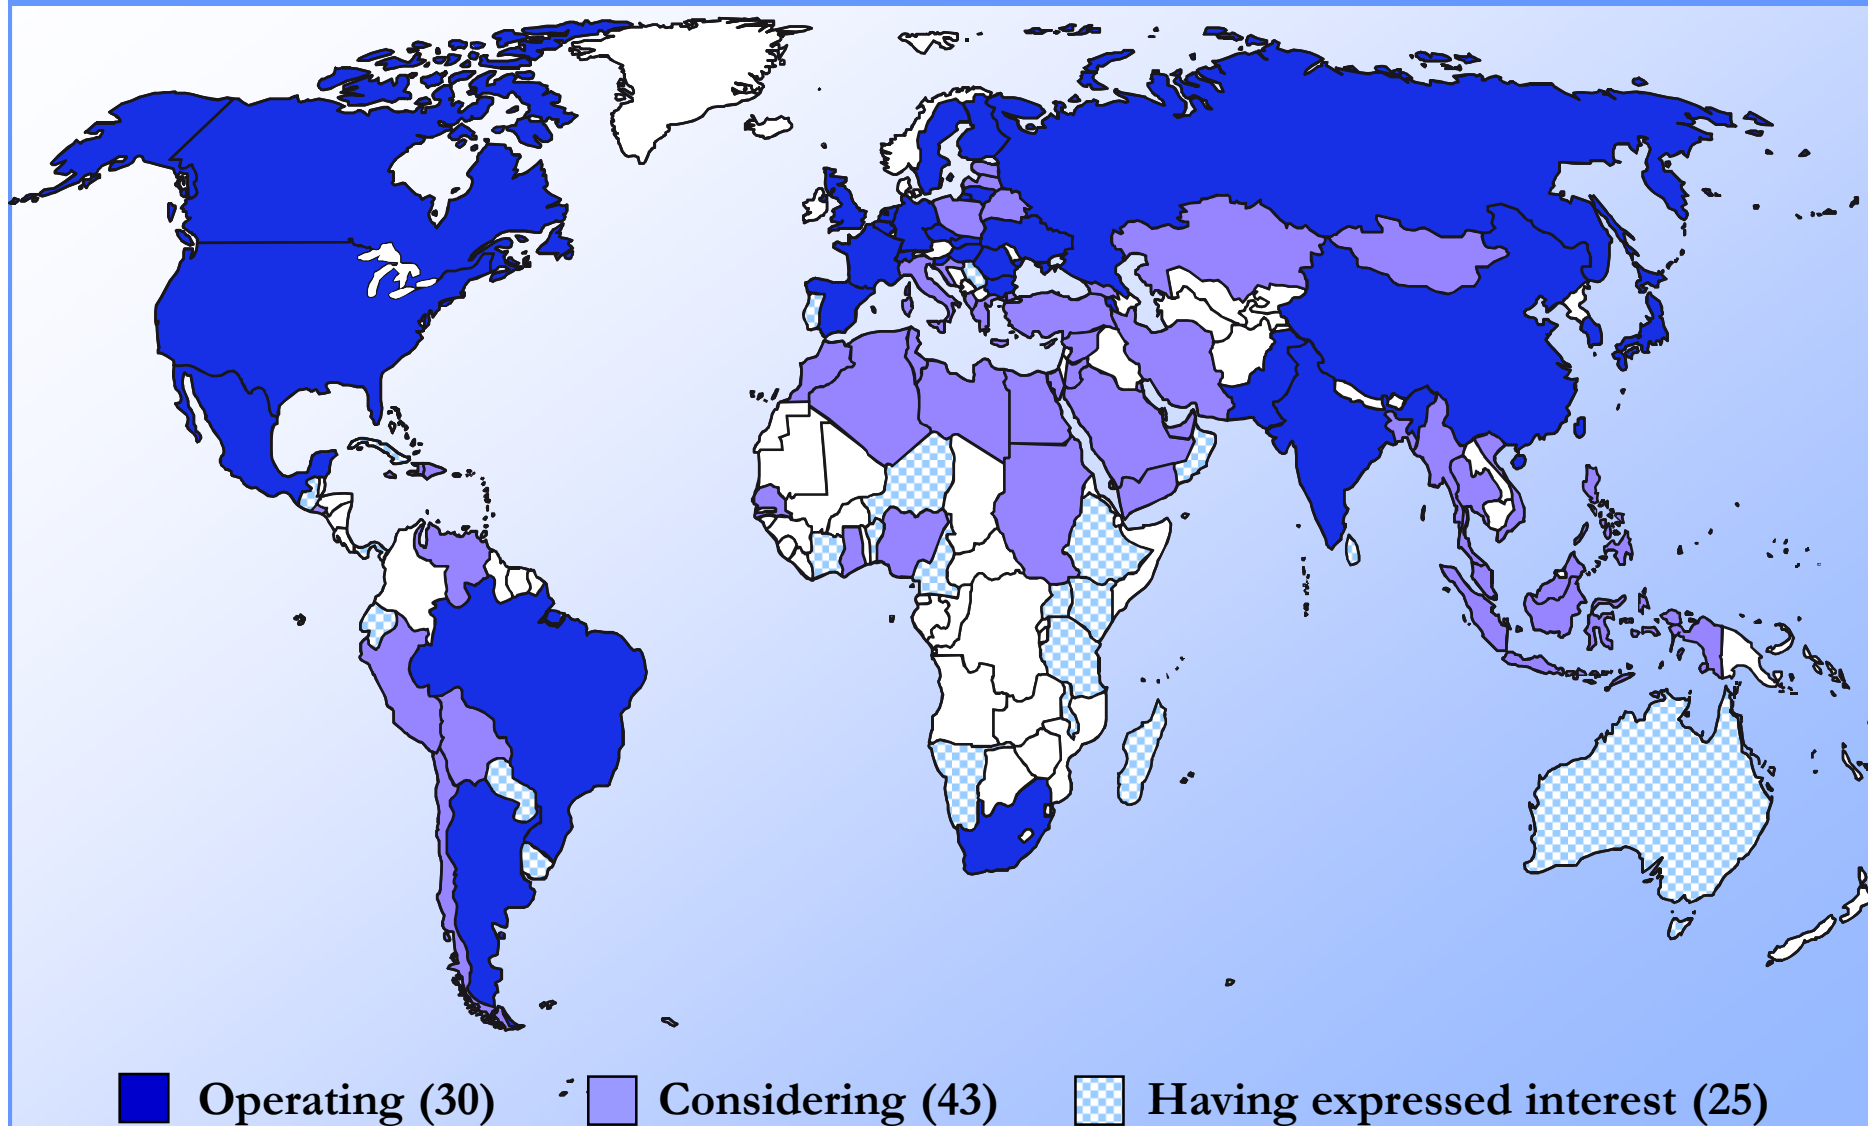 Operating (30) Considering (43) Having expressed interest (25)